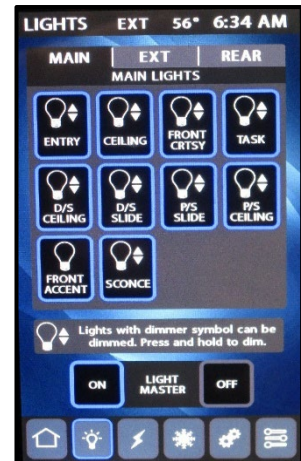 LIGHTS EXT 56° 6:34 AM
MAIN EXT REAR
MAIN LIGHTS
ENTRY CEILING FRONT CRTSY TASK
D/S CEILING D/S SLIDE P/S SLIDE P/S CEILING
FRONT ACCENT SCONCE
Lights with dimmer symbol can be
dimmed. Press and hold to dim.
ON LIGHT MASTER OFF